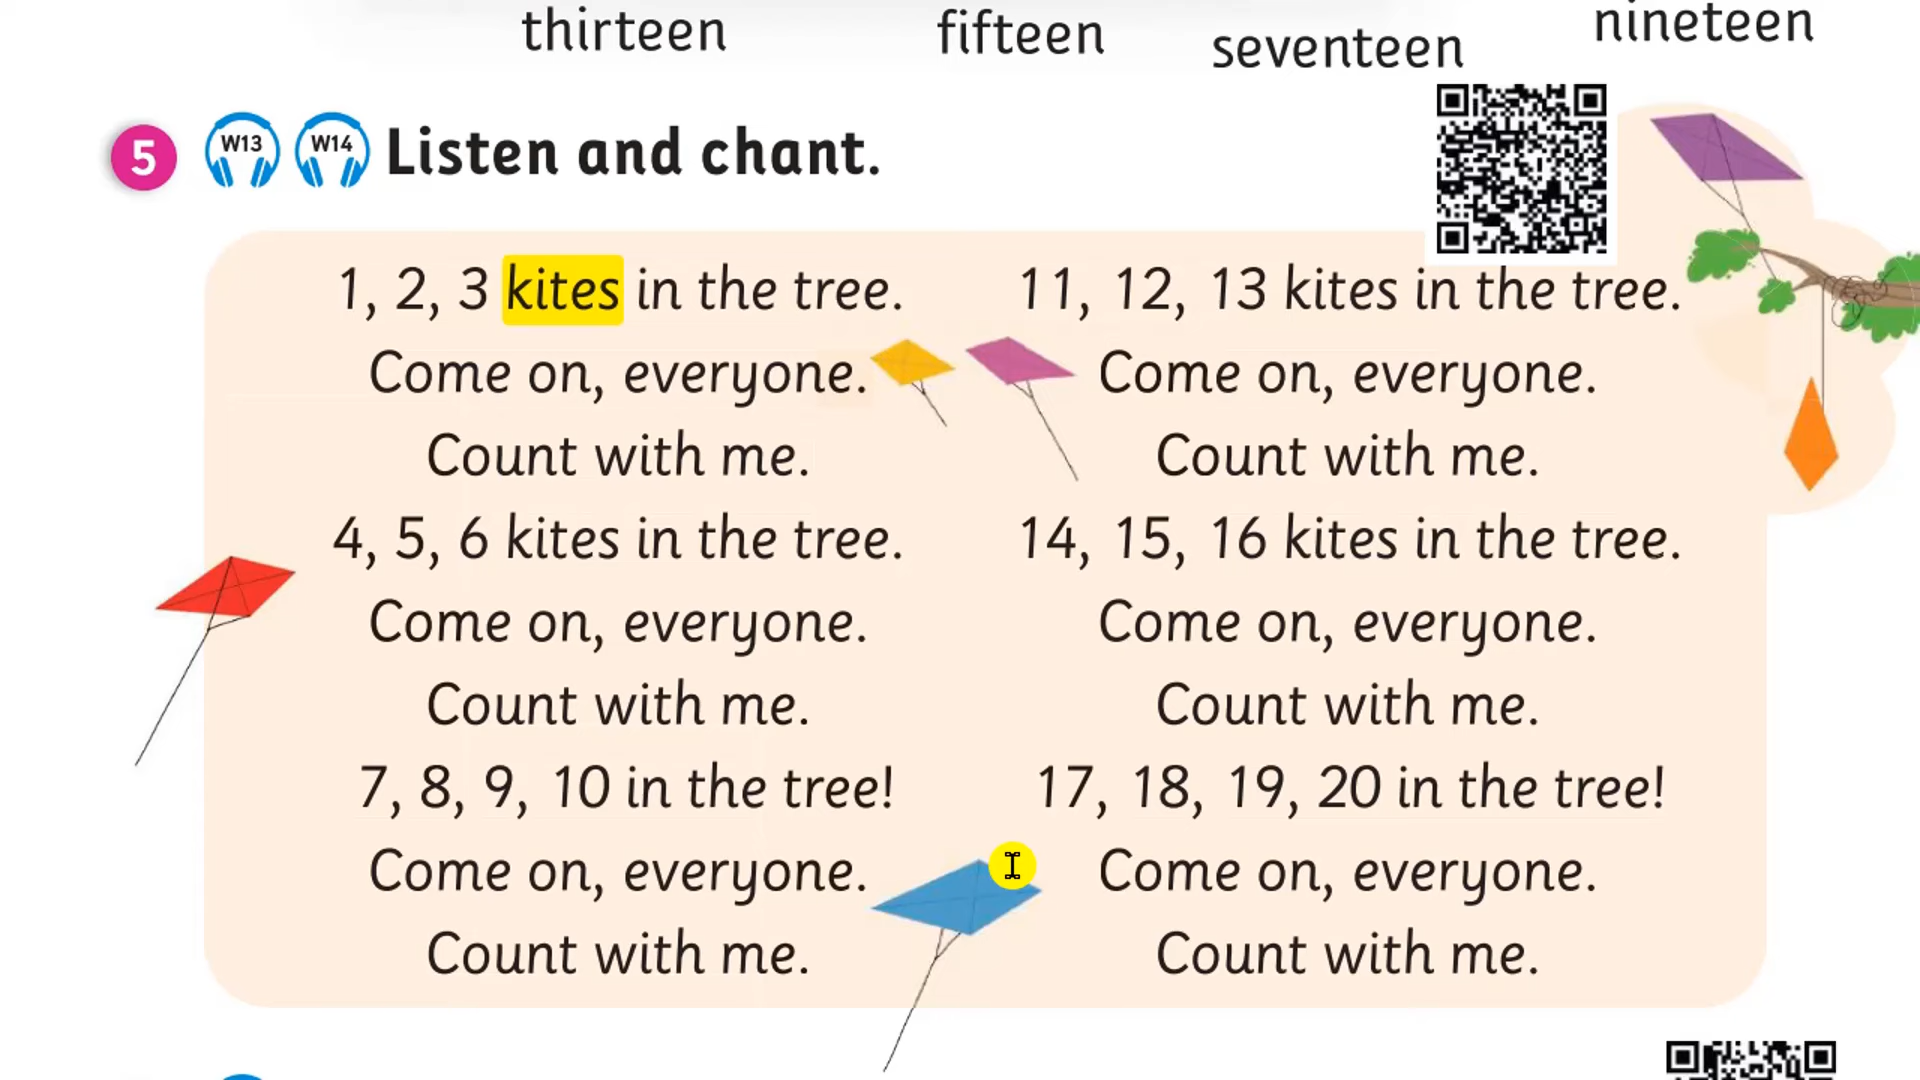 thirteen fifteen seventeen nineteen
5 W13 W14 Listen and chant.
1, 2, 3 kites in the tree.
Come on, everyone.
Count with me.
4, 5, 6 kites in the tree.
Come on, everyone.
Count with me.
7, 8, 9, 10 in the tree!
Come on, everyone.
Count with me.
11, 12, 13 kites in the tree.
Come on, everyone.
Count with me.
14, 15, 16 kites in the tree.
Come on, everyone.
Count with me.
17, 18, 19, 20 in the tree!
Come on, everyone.
Count with me.